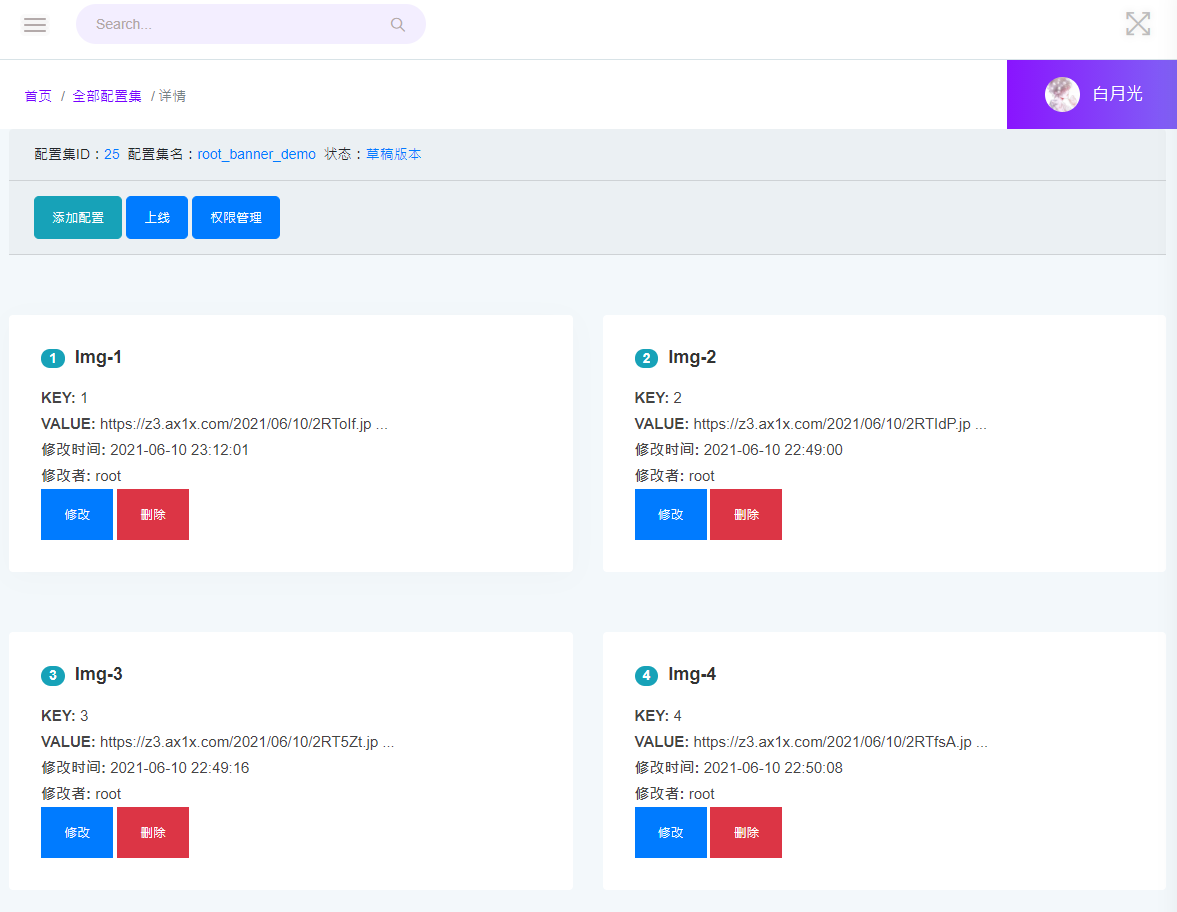 Search...
首页 / 全部配置集 / 详情
白月光
配置集ID：25 配置集名：root_banner_demo 状态：草稿版本
添加配置 上线 权限管理
1 Img-1
KEY: 1
VALUE: https://z3.ax1x.com/2021/06/10/2RToIf.jp ...
修改时间: 2021-06-10 23:12:01
修改者: root
修改 删除
2 Img-2
KEY: 2
VALUE: https://z3.ax1x.com/2021/06/10/2RTIdP.jp ...
修改时间: 2021-06-10 22:49:00
修改者: root
修改 删除
3 Img-3
KEY: 3
VALUE: https://z3.ax1x.com/2021/06/10/2RT5Zt.jp ...
修改时间: 2021-06-10 22:49:16
修改者: root
修改 删除
4 Img-4
KEY: 4
VALUE: https://z3.ax1x.com/2021/06/10/2RTfsA.jp ...
修改时间: 2021-06-10 22:50:08
修改者: root
修改 删除